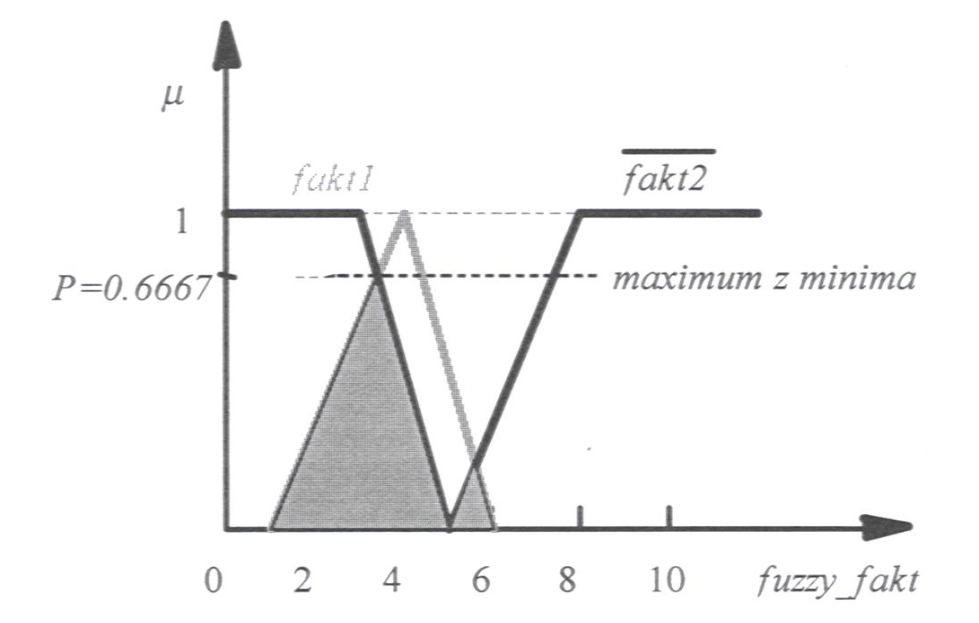 μ
fakt1
fakt2
1
P=0.6667
maximum z minima
0 2 4 6 8 10 fuzzy_fakt